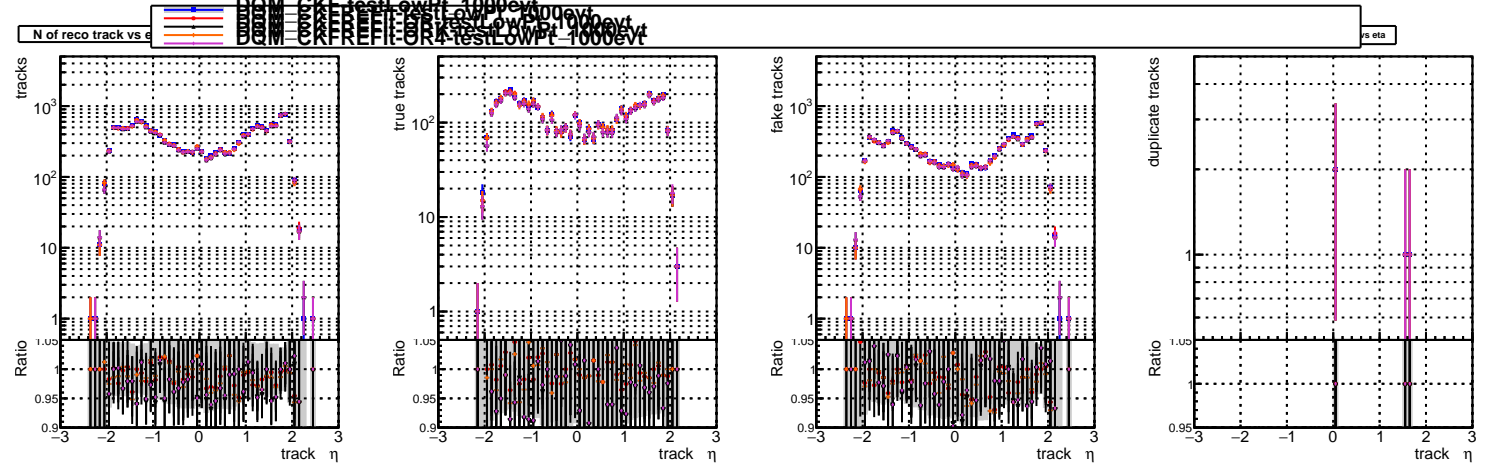 DQM_CKF-testLowPt_1000evt
DQM_CKFREFit-OR4-testLowPt_1000evt
N of reco track vs e
vs eta
tracks
10³
10²
10
1
Ratio
1.05
1
0.95
0.9
−3 −2 −1 0 1 2 3
track η
true tracks
10²
10
1
Ratio
1.05
1
0.95
0.9
−3 −2 −1 0 1 2 3
track η
fake tracks
10³
10²
10
1
Ratio
1.05
1
0.95
0.9
−3 −2 −1 0 1 2 3
track η
duplicate tracks
1
Ratio
1.05
1
0.95
−3 −2 −1 0 1 2 3
track η